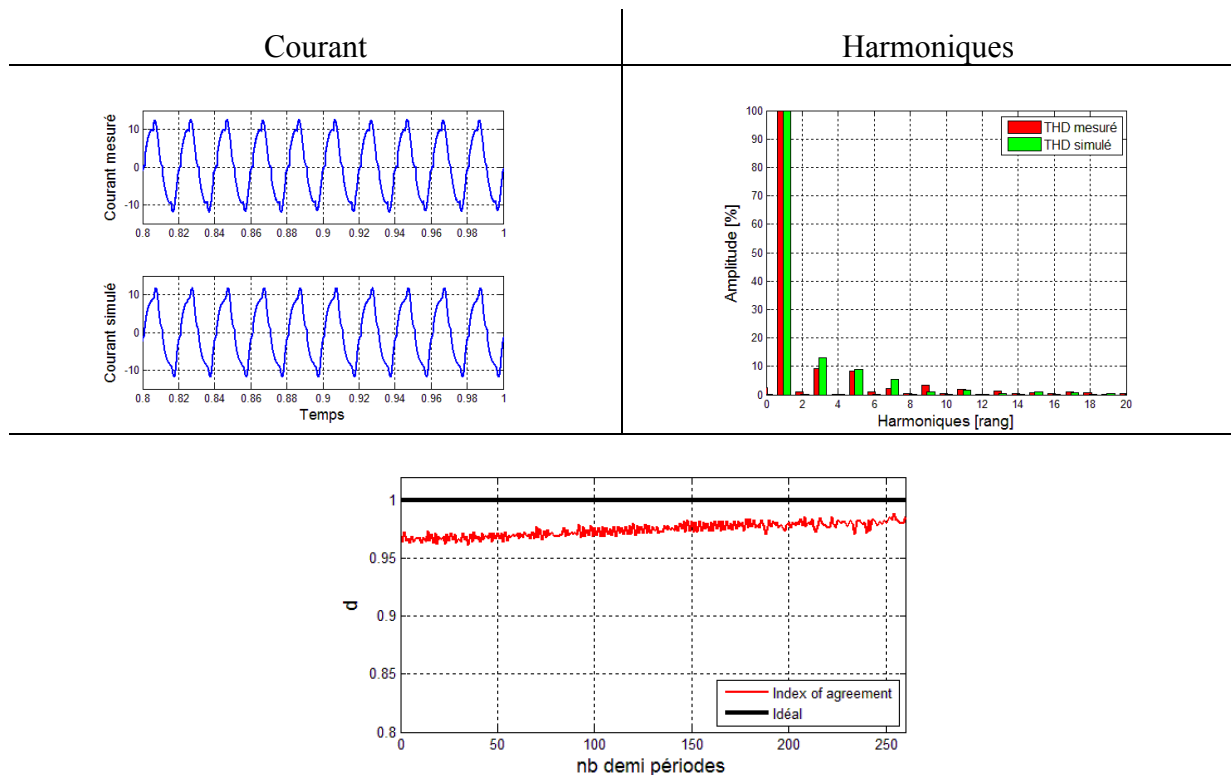 Courant
Harmoniques
Courant mesuré
10
0
-10
0.8 0.82 0.84 0.86 0.88 0.9 0.92 0.94 0.96 0.98 1
Courant simulé
10
0
-10
0.8 0.82 0.84 0.86 0.88 0.9 0.92 0.94 0.96 0.98 1
Temps
Amplitude [%]
100
90
80
70
60
50
40
30
20
10
0
THD mesuré
THD simulé
0 2 4 6 8 10 12 14 16 18 20
Harmoniques [rang]
d
1
0.95
0.9
0.85
0.8
Index of agreement
Idéal
0 50 100 150 200 250
nb demi périodes